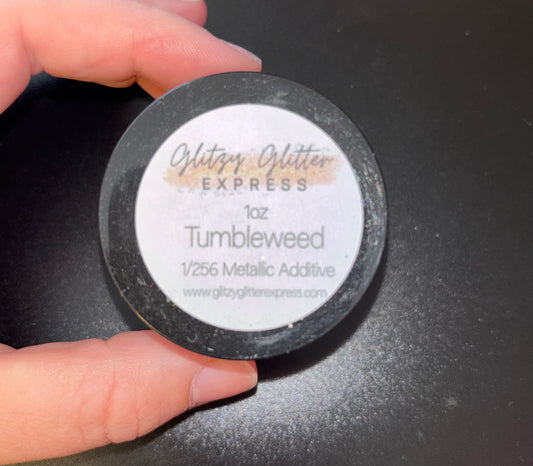 Glitzy Glitter
EXPRESS
1oz
Tumbleweed
1/256 Metallic Additive
www.glitzyglitterexpress.com